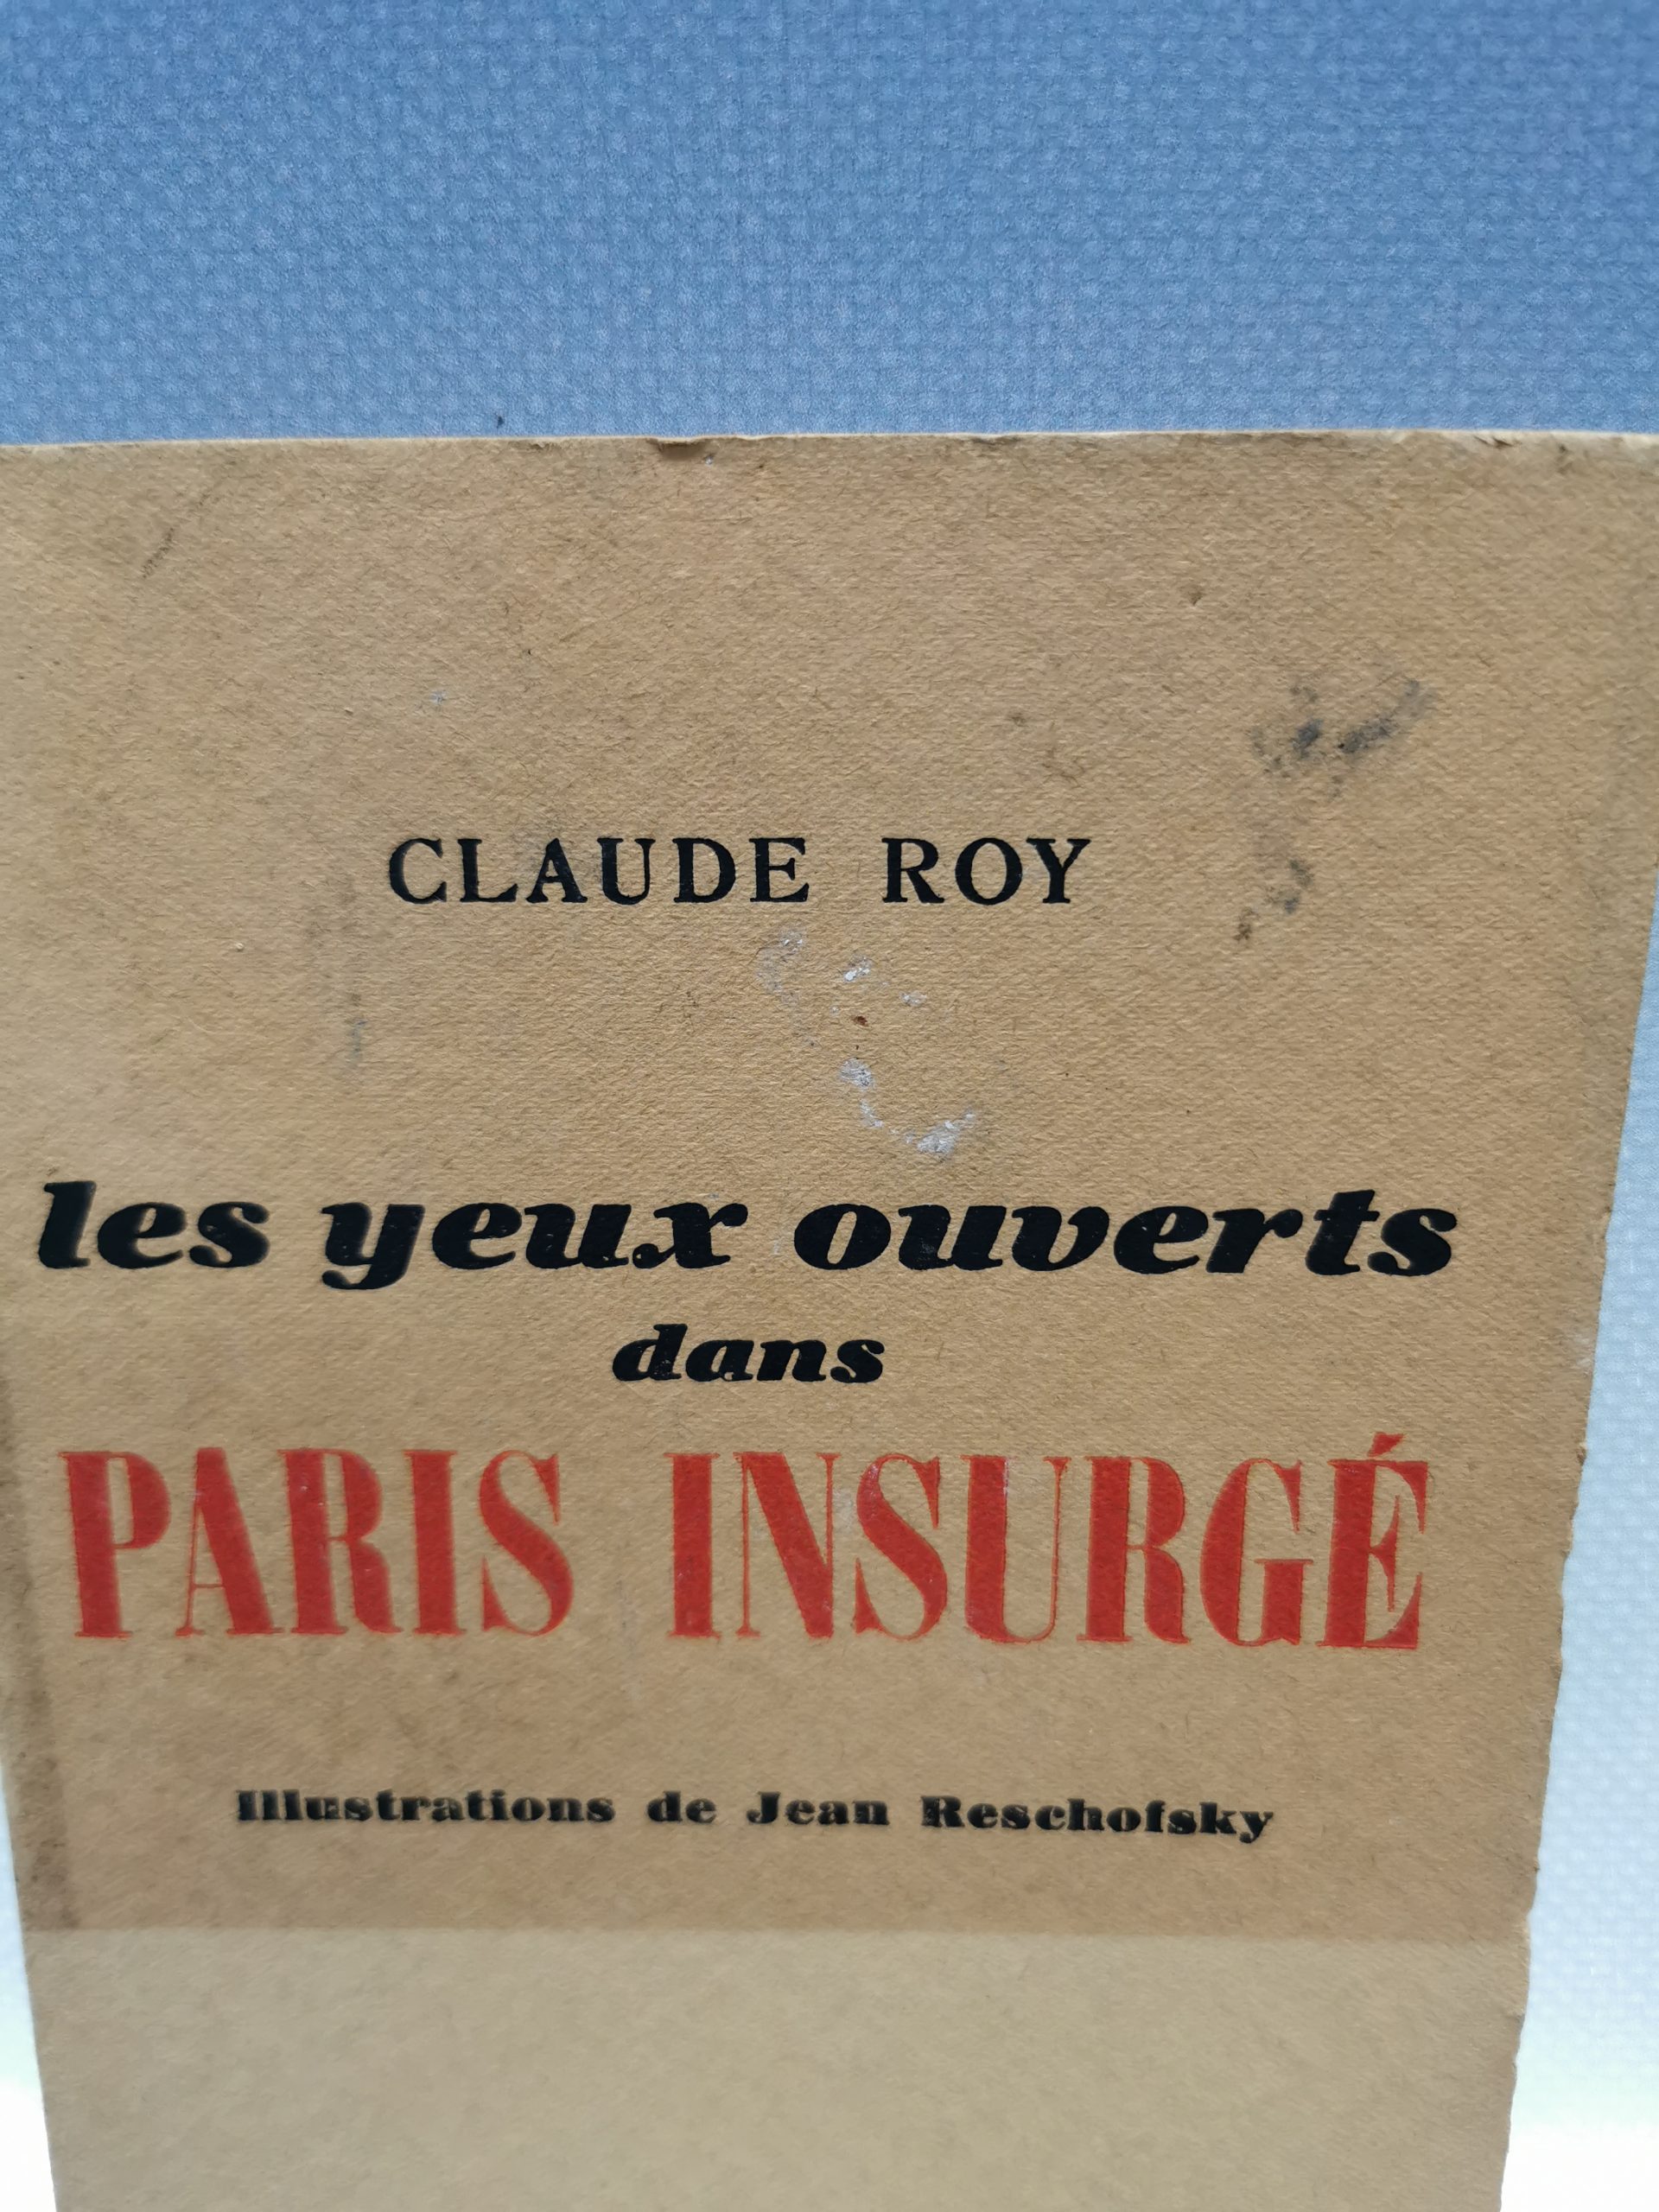 CLAUDE ROY
les yeux ouverts
dans
PARIS INSURGÉ
Illustrations de Jean Reschofsky